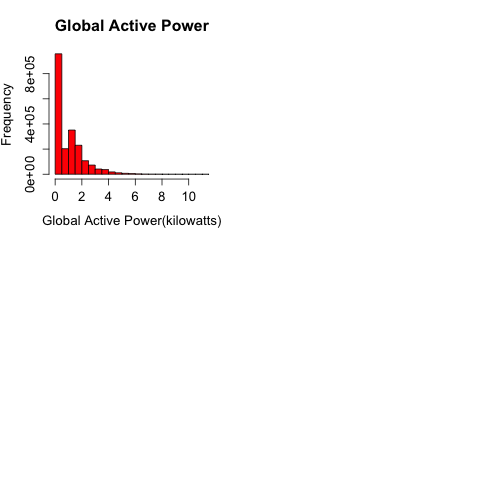 Global Active Power
Frequency
8e+05
4e+05
0e+00
0 2 4 6 8 10
Global Active Power(kilowatts)